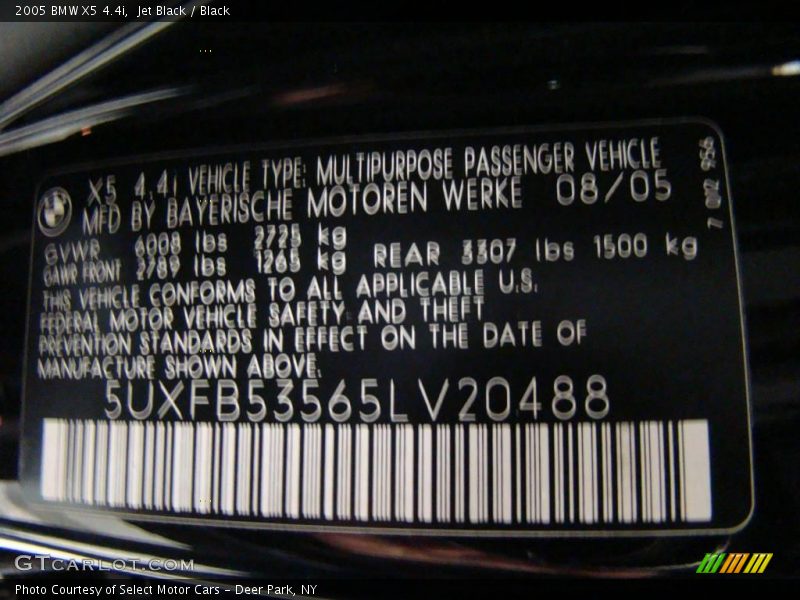 2005 BMW X5 4.4i, Jet Black / Black
X5 4.4i VEHICLE TYPE: MULTIPURPOSE PASSENGER VEHICLE
MFD BY BAYERISCHE MOTOREN WERKE 08/05
GVWR 6008 lbs 2725 kg
GAWR FRONT 2789 lbs 1265 kg REAR 3307 lbs 1500 kg
THIS VEHICLE CONFORMS TO ALL APPLICABLE U.S.
FEDERAL MOTOR VEHICLE SAFETY AND THEFT
PREVENTION STANDARDS IN EFFECT ON THE DATE OF
MANUFACTURE SHOWN ABOVE.
5UXFB53565LV20488
GTCARLOT.COM
Photo Courtesy of Select Motor Cars - Deer Park, NY